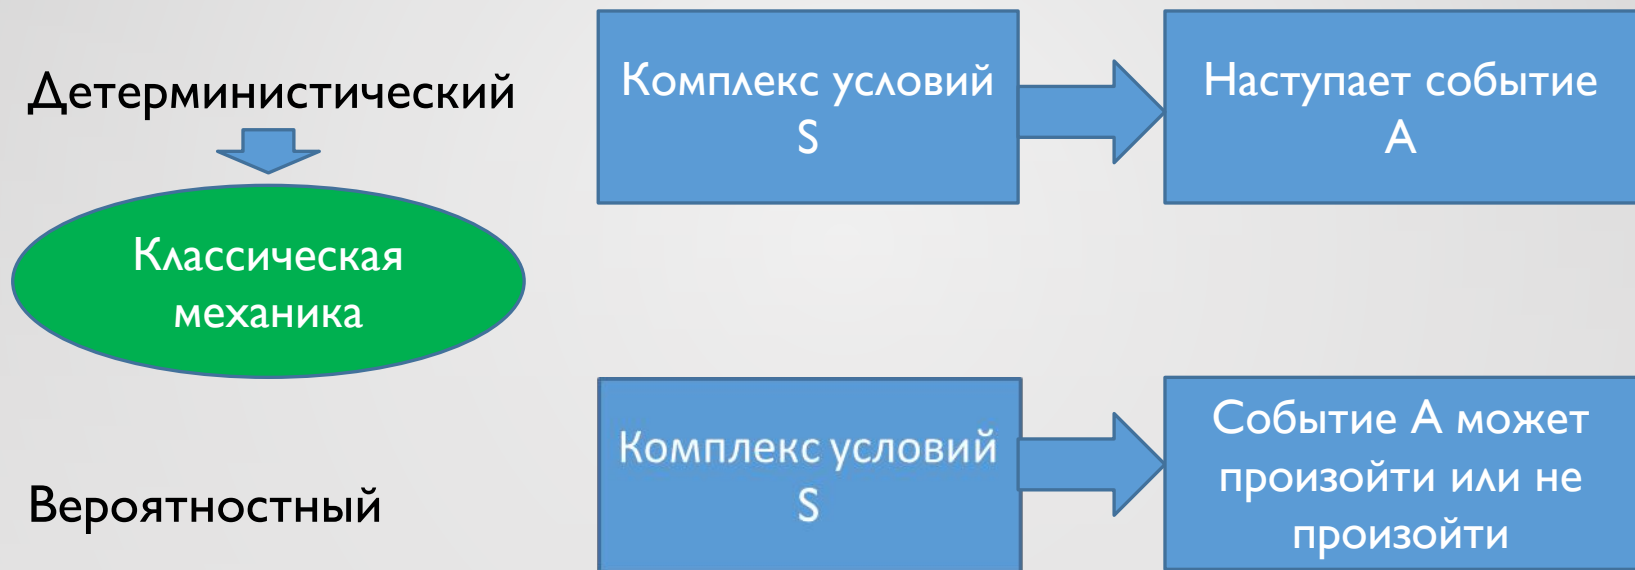 Детерминистический
Классическая
механика
Комплекс условий
S
Наступает событие
А
Вероятностный
Комплекс условий
S
Событие А может
произойти или не
произойти